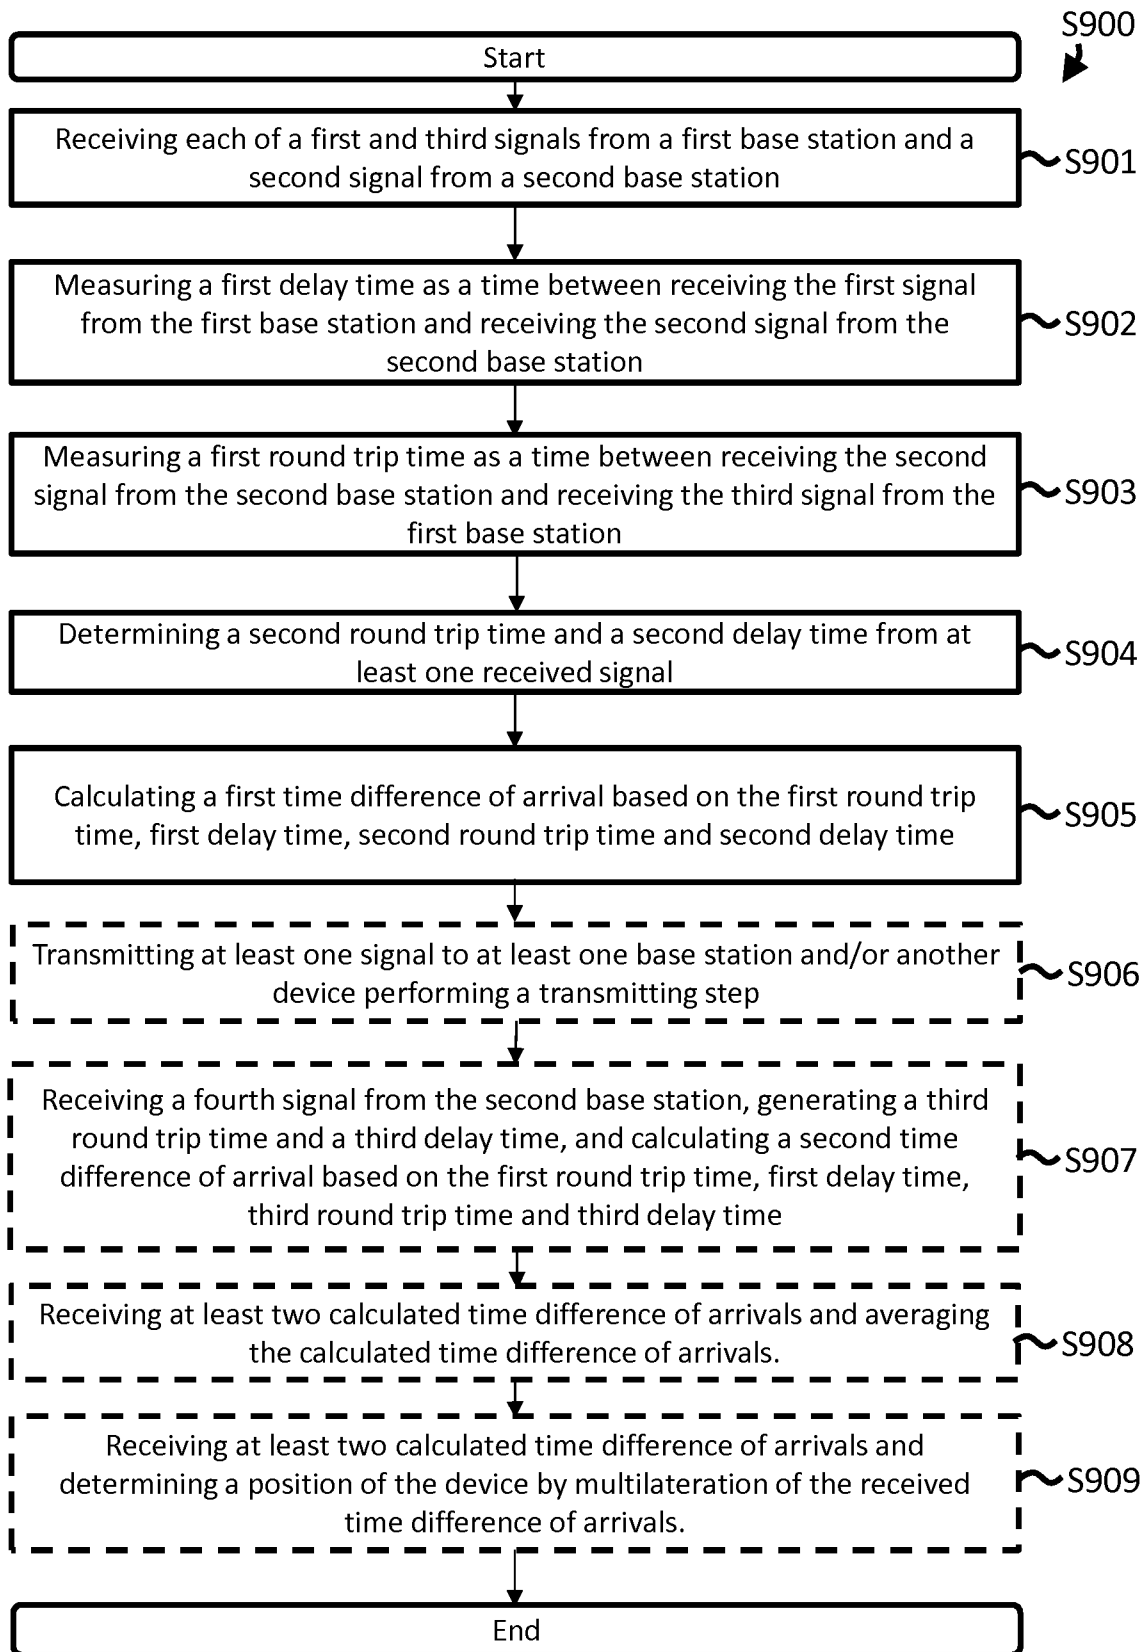 S900
Start
Receiving each of a first and third signals from a first base station and a
second signal from a second base station
S901
Measuring a first delay time as a time between receiving the first signal
from the first base station and receiving the second signal from the
second base station
S902
Measuring a first round trip time as a time between receiving the second
signal from the second base station and receiving the third signal from the
first base station
S903
Determining a second round trip time and a second delay time from at
least one received signal
S904
Calculating a first time difference of arrival based on the first round trip
time, first delay time, second round trip time and second delay time
S905
Transmitting at least one signal to at least one base station and/or another
device performing a transmitting step
S906
Receiving a fourth signal from the second base station, generating a third
round trip time and a third delay time, and calculating a second time
difference of arrival based on the first round trip time, first delay time,
third round trip time and third delay time
S907
Receiving at least two calculated time difference of arrivals and averaging
the calculated time difference of arrivals.
S908
Receiving at least two calculated time difference of arrivals and
determining a position of the device by multilateration of the received
time difference of arrivals.
S909
End